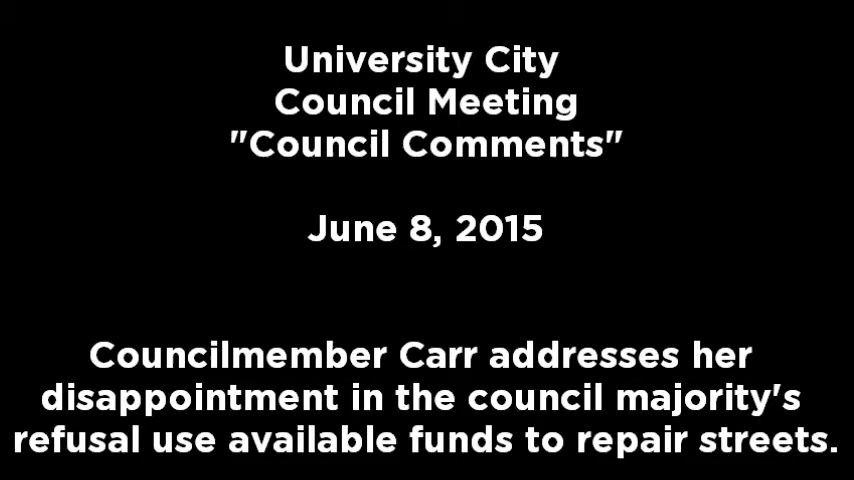 University City
Council Meeting
"Council Comments"
June 8, 2015
Councilmember Carr addresses her
disappointment in the council majority's
refusal use available funds to repair streets.